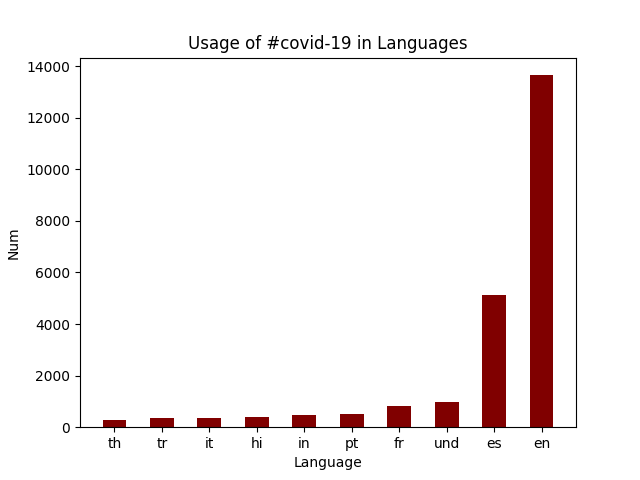 Usage of #covid-19 in Languages
14000
12000
10000
8000
6000
4000
2000
0
Num
th tr it hi in pt fr und es en
Language